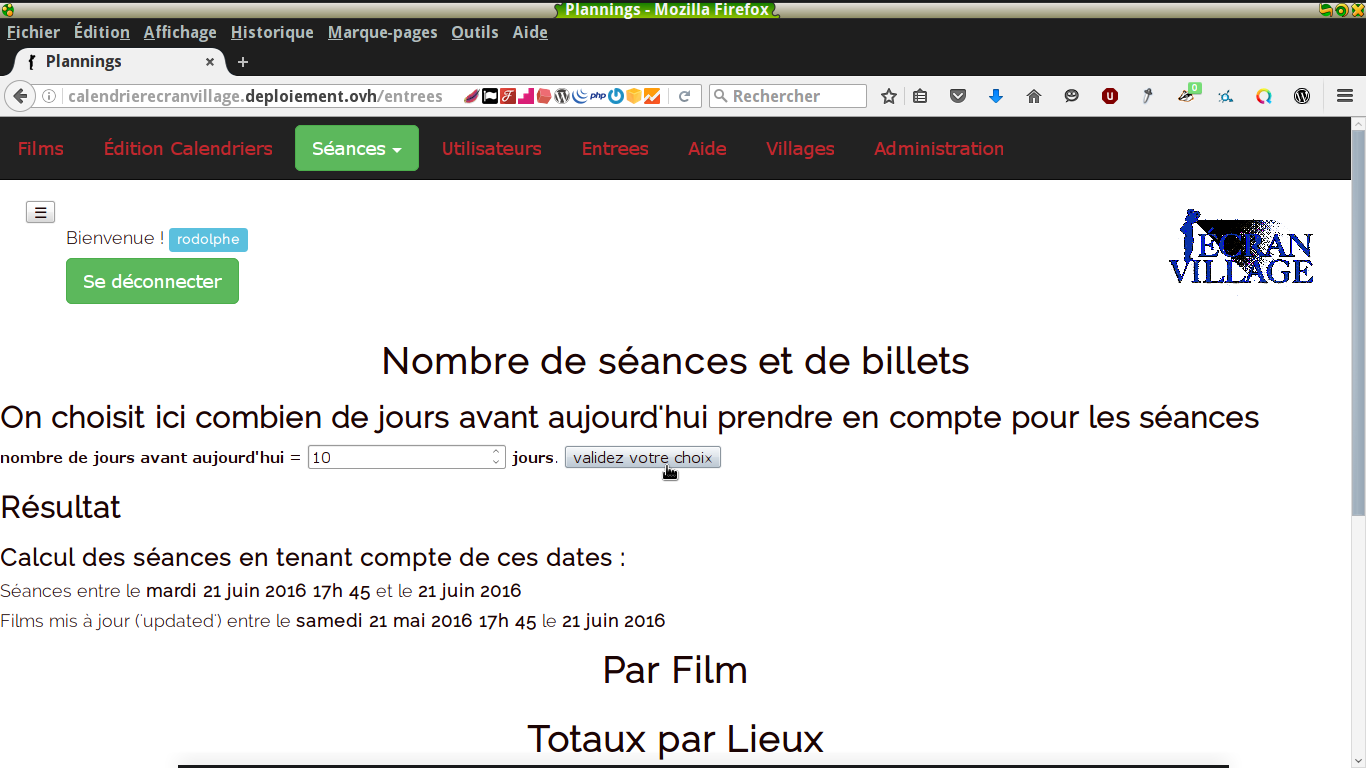 Plannings - Mozilla Firefox
Fichier Édition Affichage Historique Marque-pages Outils Aide
Plannings × +
calendrierecranvillage.deploiement.ovh/entrees php Rechercher 0
Films Édition Calendriers Séances Utilisateurs Entrees Aide Villages Administration
Bienvenue ! rodolphe
Se déconnecter
ÉCRAN
VILLAGE
Nombre de séances et de billets
On choisit ici combien de jours avant aujourd'hui prendre en compte pour les séances
nombre de jours avant aujourd'hui = 10 jours. validez votre choix
Résultat
Calcul des séances en tenant compte de ces dates :
Séances entre le mardi 21 juin 2016 17h 45 et le 21 juin 2016
Films mis à jour ('updated') entre le samedi 21 mai 2016 17h 45 le 21 juin 2016
Par Film
Totaux par Lieux